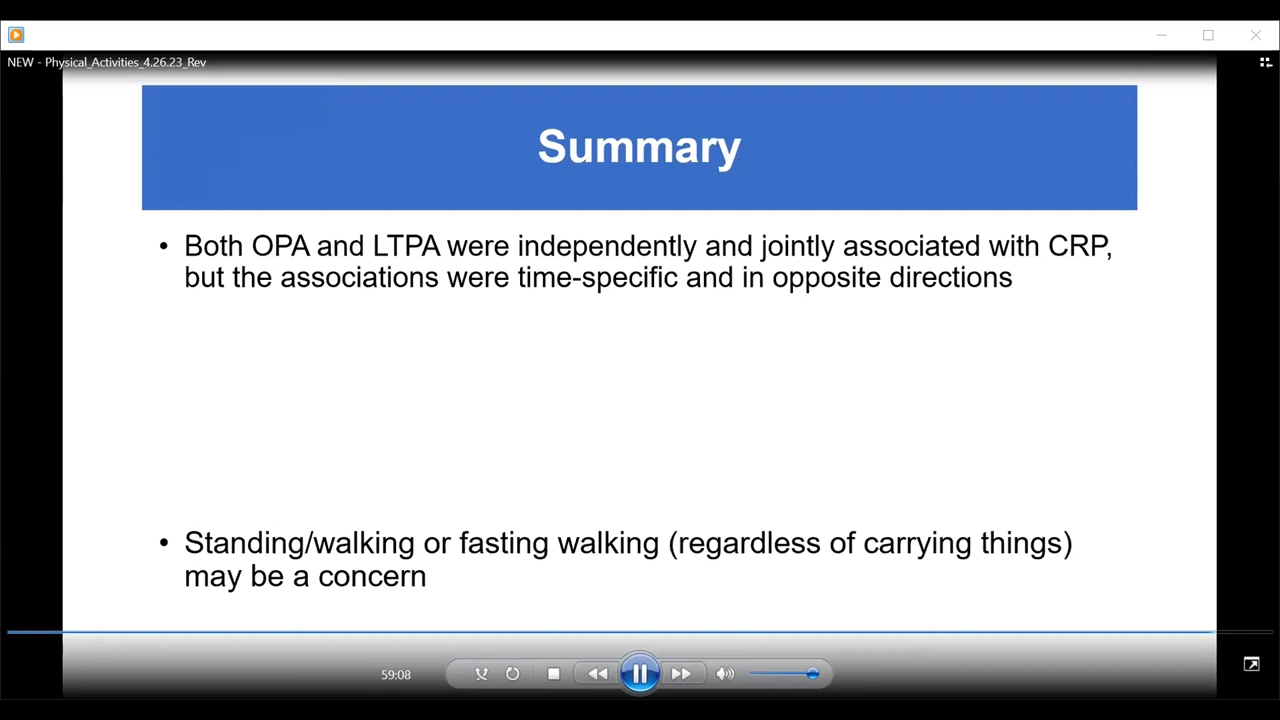 NEW - Physical_Activities_4.26.23_Rev
Summary
• Both OPA and LTPA were independently and jointly associated with CRP,
but the associations were time-specific and in opposite directions
• Standing/walking or fasting walking (regardless of carrying things)
may be a concern
59:08